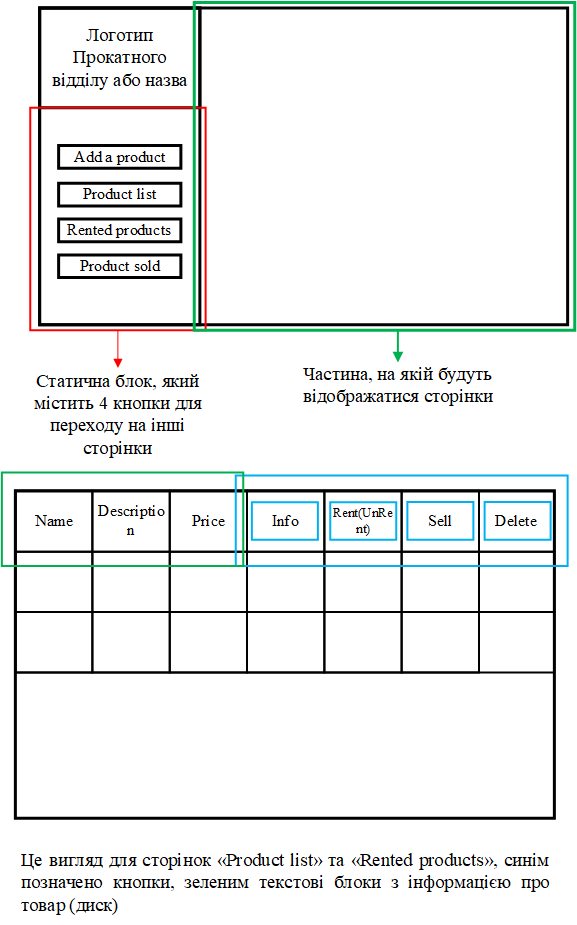 Логотип
Прокатного
відділу або назва
Add a product
Product list
Rented products
Product sold
Статична блок, який
містить 4 кнопки для
переходу на інші
сторінки
Частина, на якій будуть
відображатися сторінки
Name
Descriptio
n
Price
Info
Rent(UnRe
nt)
Sell
Delete
Це вигляд для сторінок «Product list» та «Rented products», синім
позначено кнопки, зеленим текстові блоки з інформацією про
товар (диск)